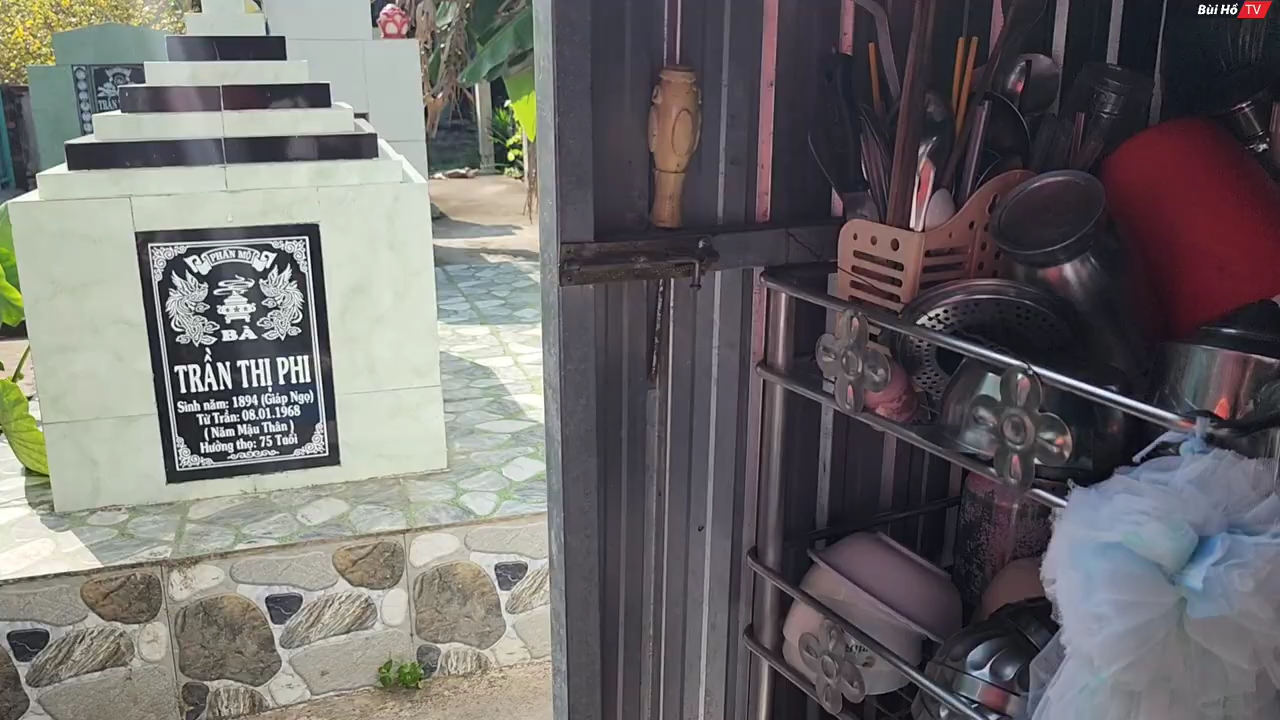 Bùi Hồ TV
TRẦN
PHẦN MỘ
BÀ
TRẦN THỊ PHI
Sinh năm: 1894 (Giáp Ngọ)
Từ Trần: 08.01.1968
( Năm Mậu Thân )
Hưởng thọ: 75 Tuổi